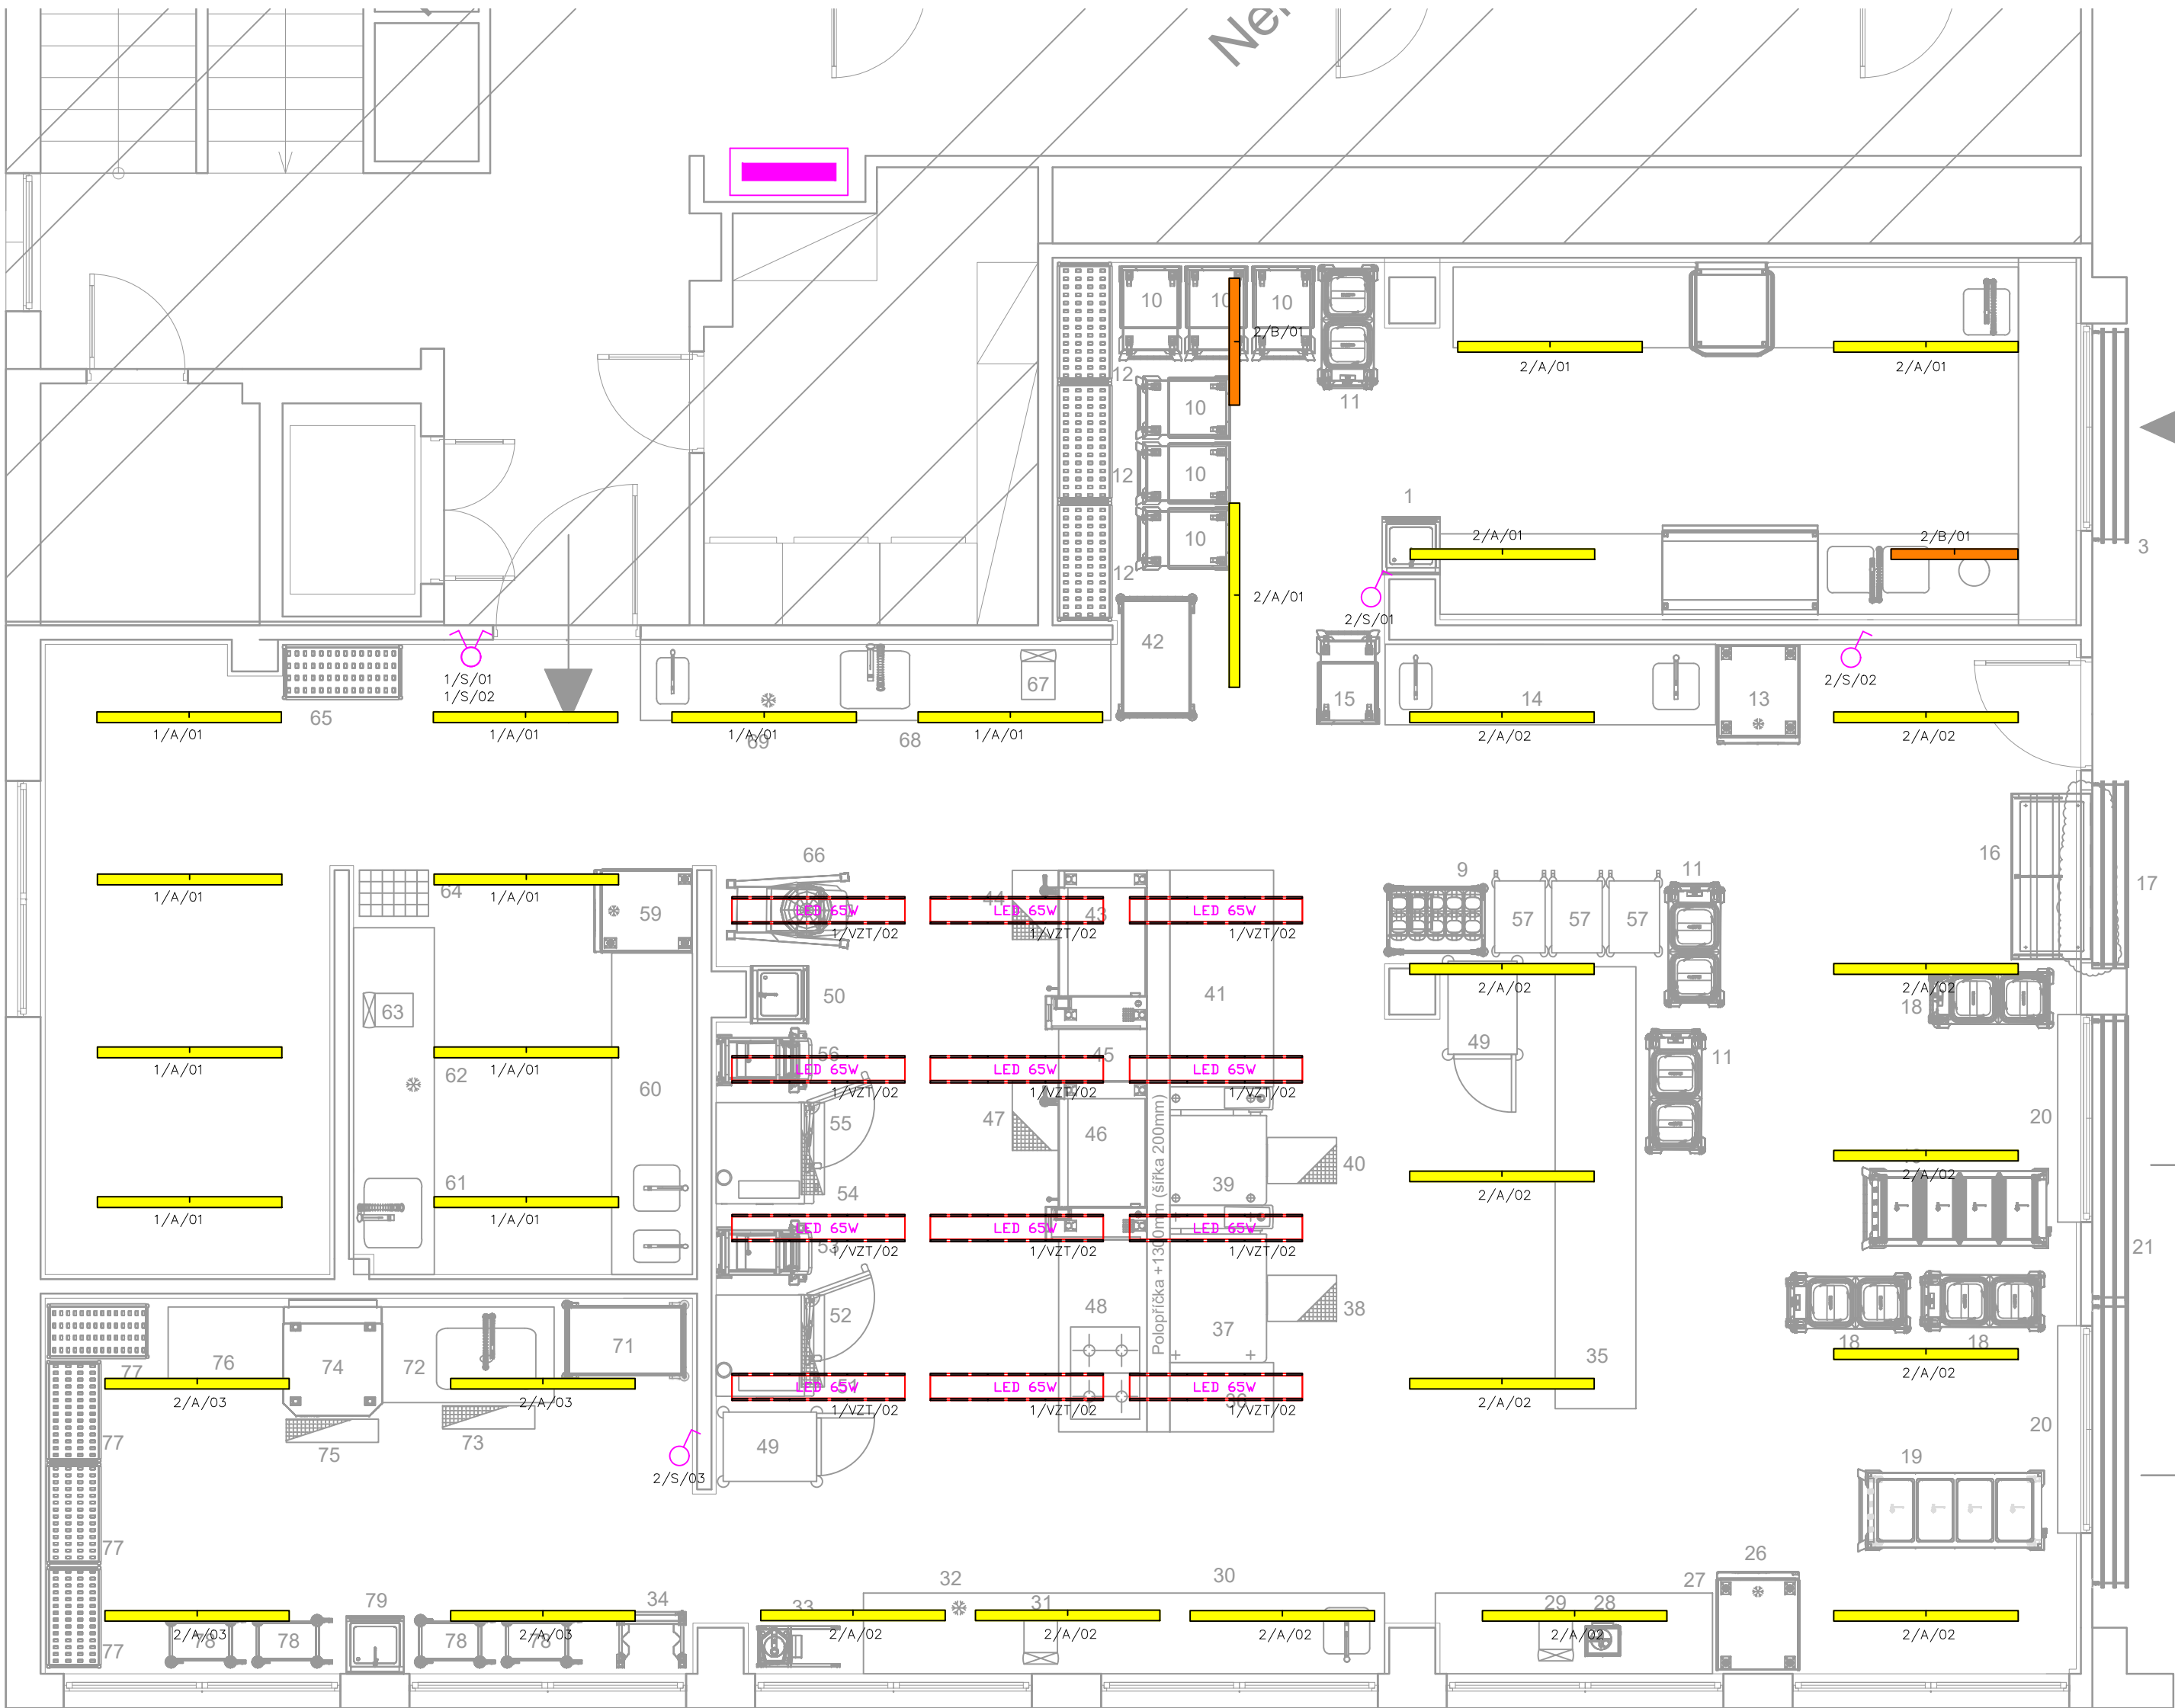 Ner
10
10
10
2/B/01
2/A/01
2/A/01
12
11
10
10
12
1
2/A/01
2/B/01
3
10
12
2/A/01
2/S/01
42
1/S/01
1/S/02
67
15
14
13
2/S/02
65
1/A/01
1/A/01
1/A/01
69
68
1/A/01
2/A/02
2/A/02
66
16
17
9
11
64
1/A/01
1/A/01
59
44
43
LED 65W
LED 65W
LED 65W
1/VZT/02
1/VZT/02
1/VZT/02
57
57
57
50
41
2/A/02
2/A/02
18
63
49
11
56
45
1/A/01
62
1/A/01
60
LED 65W
LED 65W
LED 65W
1/VZT/02
1/VZT/02
1/VZT/02
20
55
47
46
40
61
54
39
2/A/02
2/A/02
1/A/01
1/A/01
LED 65W
LED 65W
LED 65W
53
1/VZT/02
1/VZT/02
1/VZT/02
21
Polopříčka +1300mm (šířka 200mm)
52
48
38
37
18
18
77
76
74
72
71
35
2/A/02
2/A/03
2/A/03
51
LED 65W
LED 65W
LED 65W
36
1/VZT/02
1/VZT/02
1/VZT/02
2/A/02
77
75
73
49
20
19
2/S/03
77
26
27
32
30
79
34
33
31
29
28
77
78
2/A/03
78
78
2/A/03
2/A/02
2/A/02
2/A/02
2/A/02
2/A/02